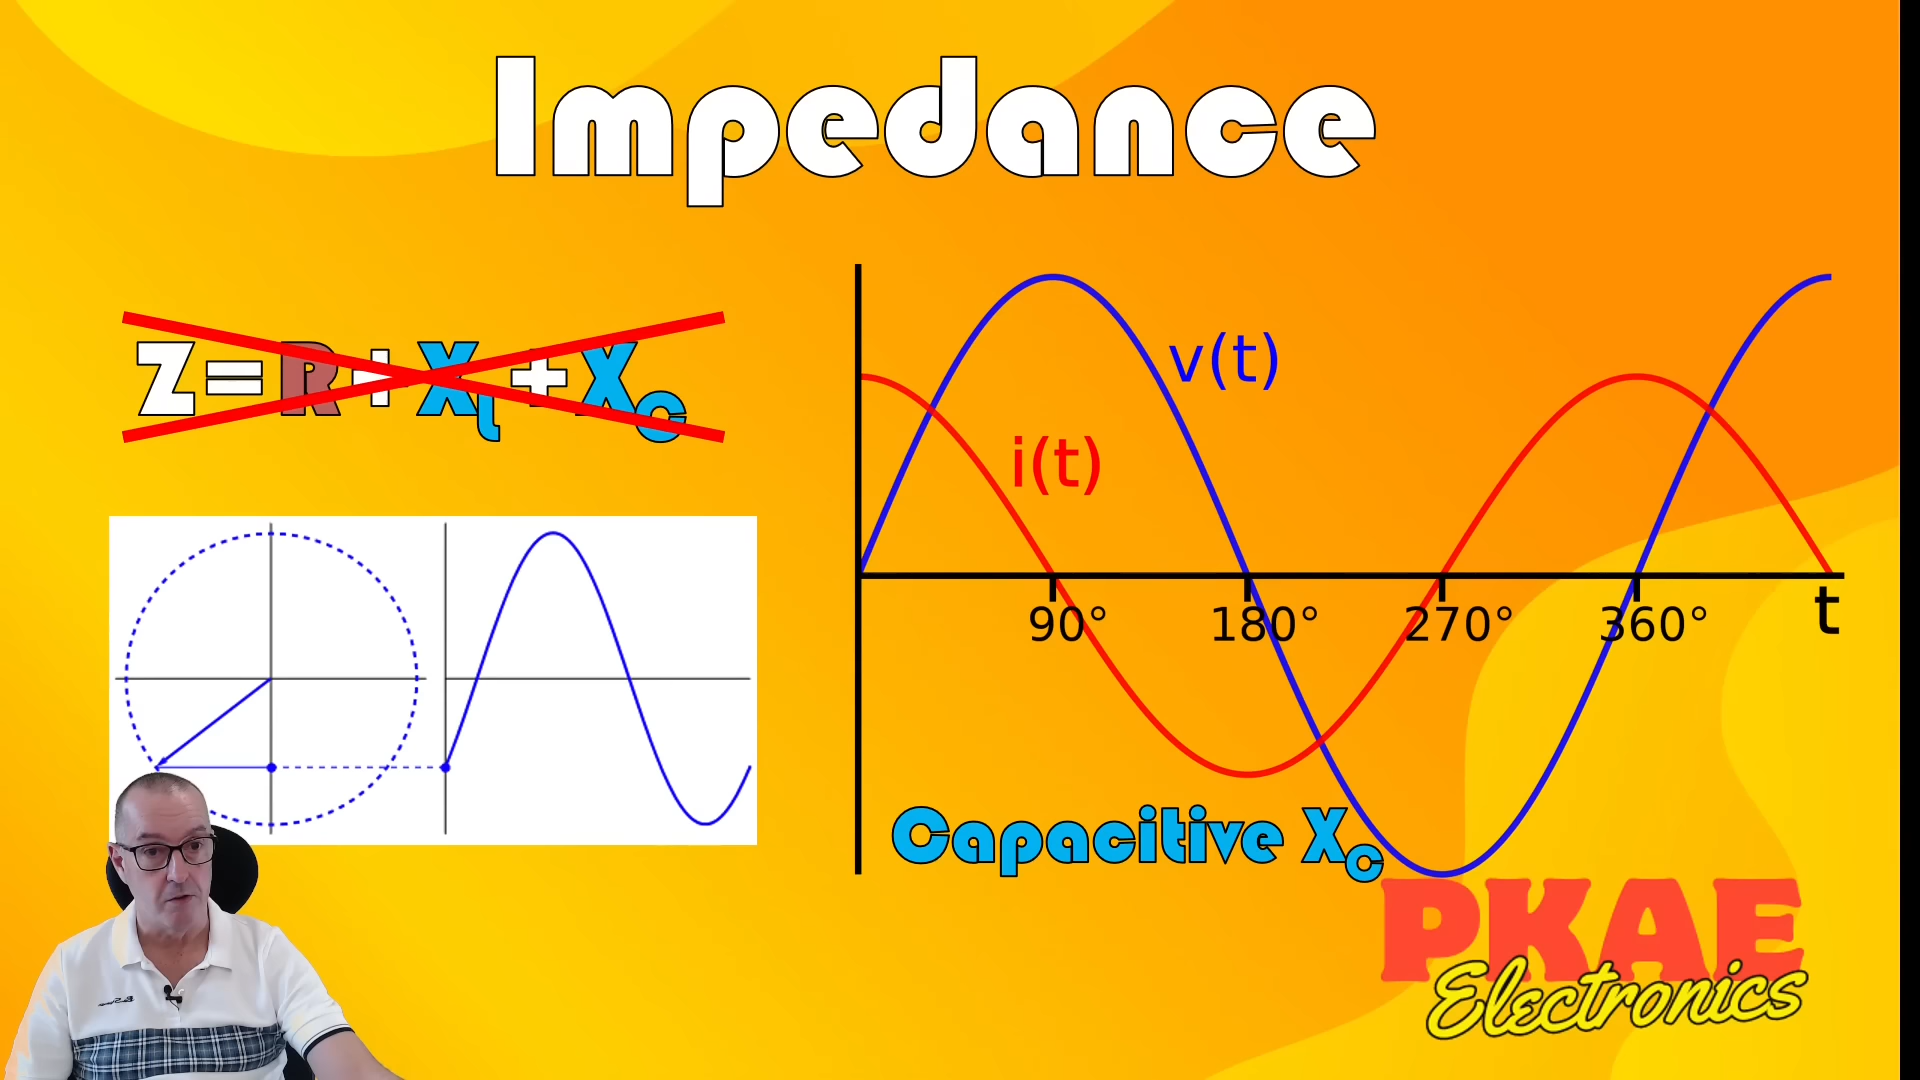 Impedance
Z=R+Xl+Xc
v(t)
i(t)
90° 180° 270° 360° t
Capacitive Xc
PKAE
Electronics